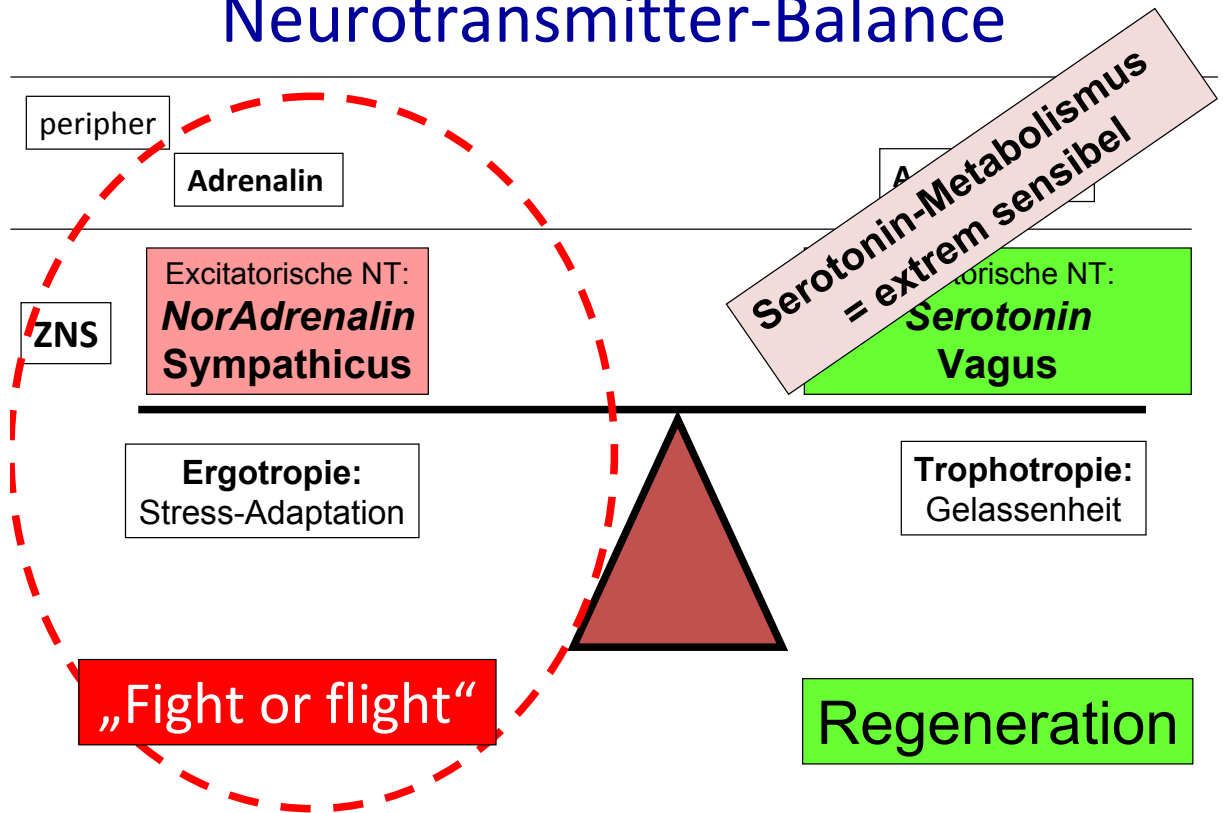 Neurotransmitter-Balance
peripher
Adrenalin
Serotonin-Metabolismus
= extrem sensibel
Excitatorische NT:
NorAdrenalin
Sympathicus
ZNS
NT:
Serotonin
Vagus
Ergotropie:
Stress-Adaptation
Trophotropie:
Gelassenheit
„Fight or flight“
Regeneration